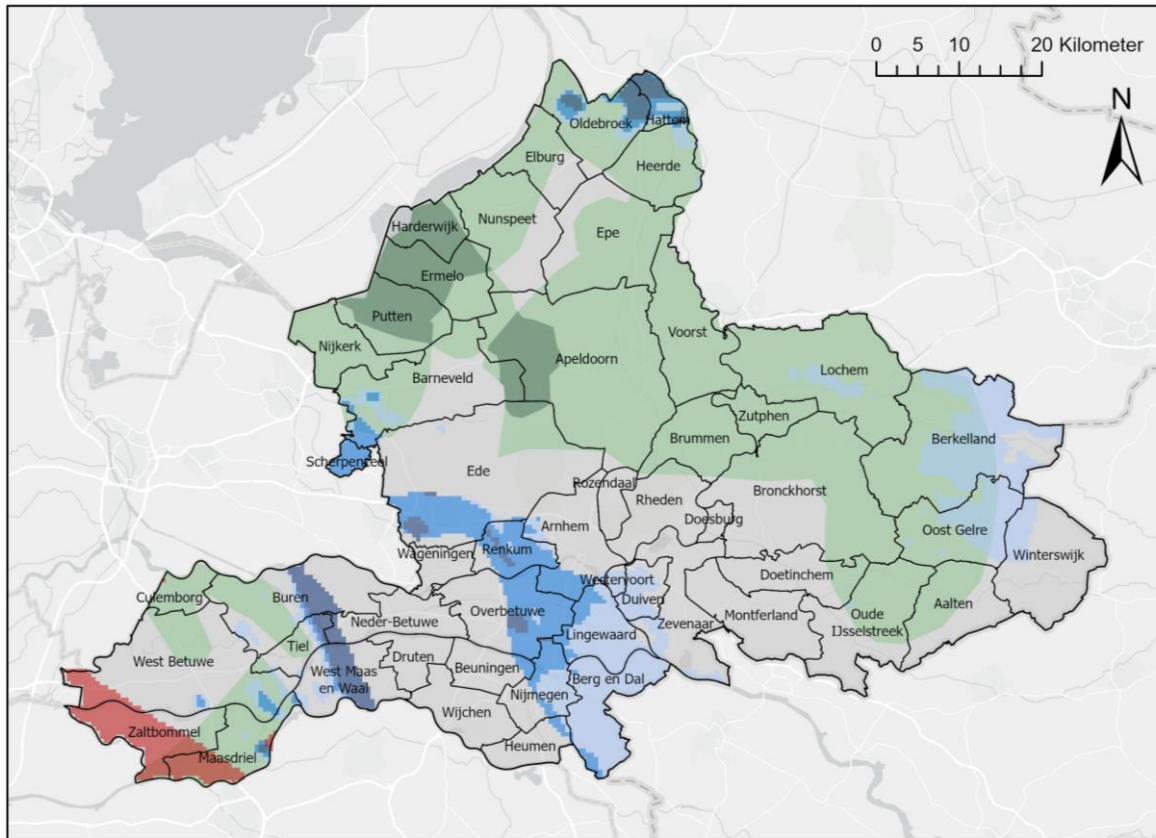 0 5 10 20 Kilometer
N
Oldebroek
Hattem
Elburg
Heerde
Nunspeet
Harderwijk
Epe
Ermelo
Putten
Voorst
Nijkerk
Apeldoorn
Barneveld
Lochem
Zutphen
Brummen
Berkelland
Scherpenzeel
Ede
Rozendaal
Rheden
Bronckhorst
Doesburg
Arnhem
Oost Gelre
Winterswijk
Wageningen
Renkum
Westervoort
Duiven
Doetinchem
Culemborg
Buren
Aalten
Overbetuwe
Zevenaar
Montferland
Oude
IJsselstreek
Neder-Betuwe
Lingewaard
Tiel
West Betuwe
Druten
West Maas
en Waal
Beuningen
Berg en Dal
Nijmegen
Wijchen
Zaltbommel
Heumen
Maasdriel